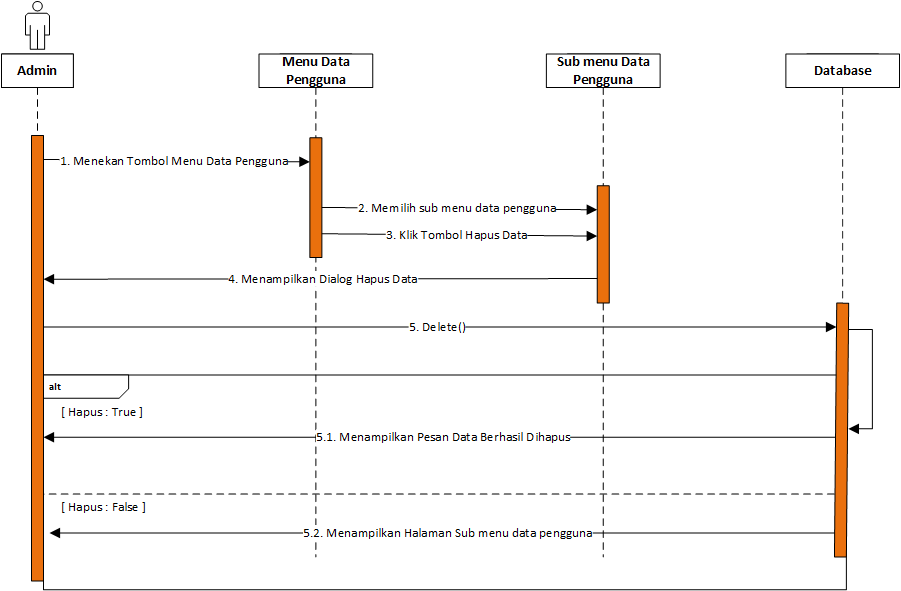 Admin
Menu Data
Pengguna
Sub menu Data
Pengguna
Database
1. Menekan Tombol Menu Data Pengguna
2. Memilih sub menu data pengguna
3. Klik Tombol Hapus Data
4. Menampilkan Dialog Hapus Data
5. Delete()
alt
[ Hapus : True ]
5.1. Menampilkan Pesan Data Berhasil Dihapus
[ Hapus : False ]
5.2. Menampilkan Halaman Sub menu data pengguna